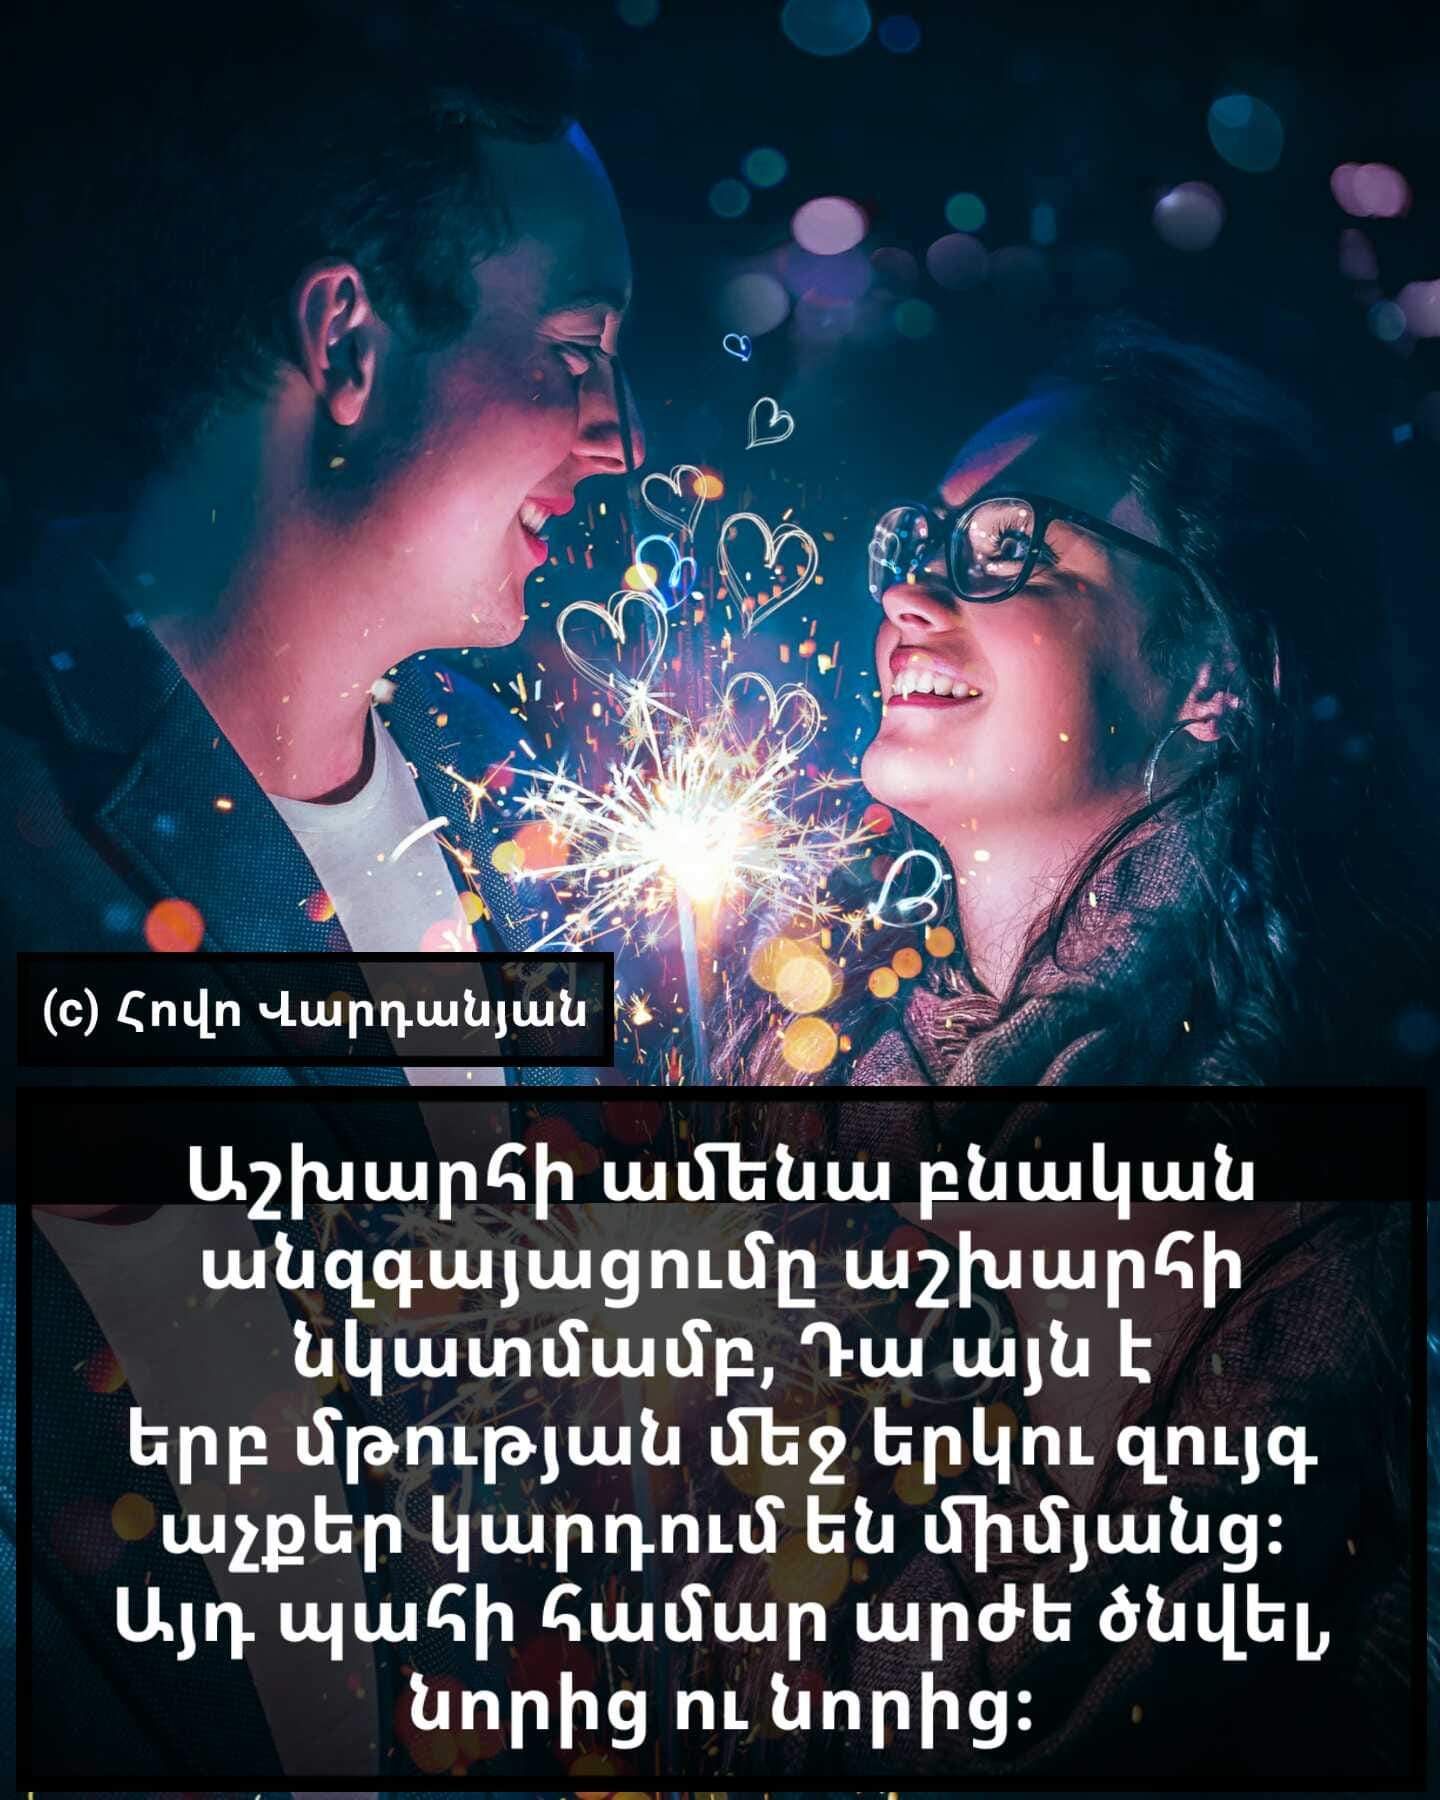 (c) Հովո Վարդանյան
Աշխարհի ամենա բնական
անզգայացումը աշխարհի
նկատմամբ, Դա այն է
երբ մթության մեջ երկու զույգ
աչքեր կարդում են միմյանց։
Այդ պահի համար արժե ծնվել,
նորից ու նորից։